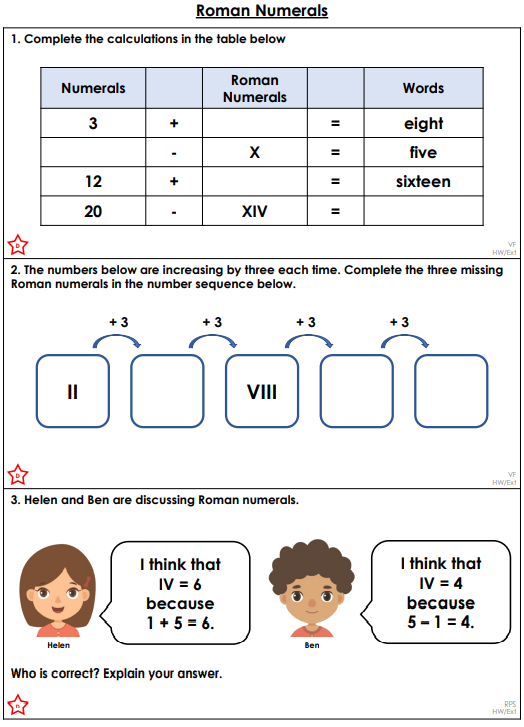 Roman Numerals
1. Complete the calculations in the table below
Numerals Roman Numerals Words
3 + = eight
- X = five
12 + = sixteen
20 - XIV =
D
VF
HW/Ext
2. The numbers below are increasing by three each time. Complete the three missing
Roman numerals in the number sequence below.
+ 3 + 3 + 3 + 3
II VIII
D
VF
HW/Ext
3. Helen and Ben are discussing Roman numerals.
I think that
IV = 6
because
1 + 5 = 6.
Helen
I think that
IV = 4
because
5 – 1 = 4.
Ben
Who is correct? Explain your answer.
D
RPS
HW/Ext